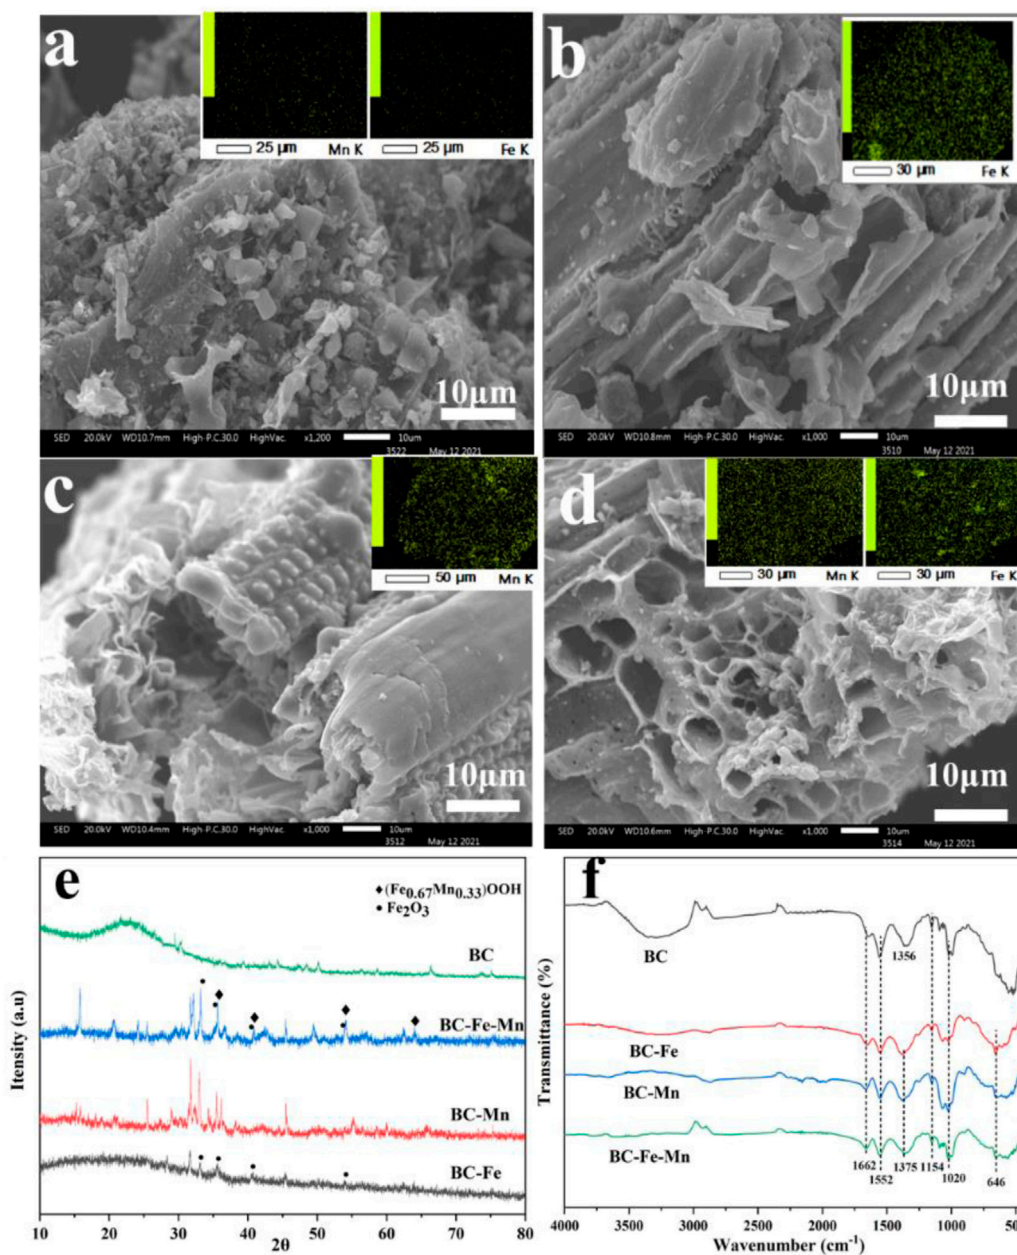 a
25 µm Mn K
25 µm Fe K
10µm
SED 20.0kV WD10.7mm High-P.C.30.0 HighVac. x1,200 10um
3522 May 12 2021
b
30 µm Fe K
10µm
SED 20.0kV WD10.8mm High-P.C.30.0 HighVac. x1,000 10um
3510 May 12 2021
c
50 µm Mn K
10µm
SED 20.0kV WD10.4mm High-P.C.30.0 HighVac. x1,000 10um
3512 May 12 2021
d
30 µm Mn K
30 µm Fe K
10µm
SED 20.0kV WD10.6mm High-P.C.30.0 HighVac. x1,000 10um
3514 May 12 2021
e
♦(Fe0.67Mn0.33)OOH
• Fe2O3
BC
BC-Fe-Mn
BC-Mn
BC-Fe
Itensity (a.u)
10 20 30 40 50 60 70 80
2θ
f
BC
1356
BC-Fe
BC-Mn
BC-Fe-Mn
1662 1552 1375 1154 1020 646
Transmittance (%)
4000 3500 3000 2500 2000 1500 1000 500
Wavenumber (cm-1)